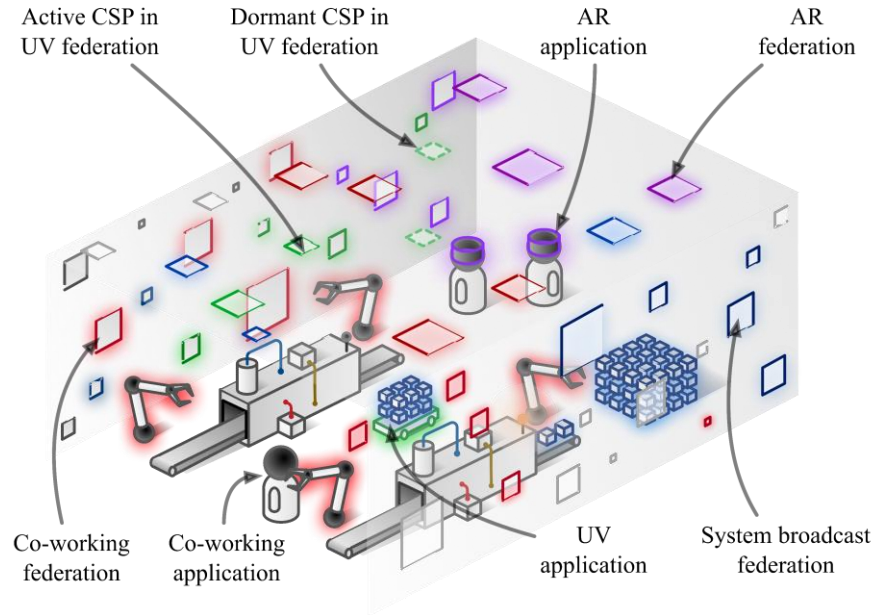 Active CSP in
UV federation
Dormant CSP in
UV federation
AR
application
AR
federation
Co-working
federation
Co-working
application
UV
application
System broadcast
federation